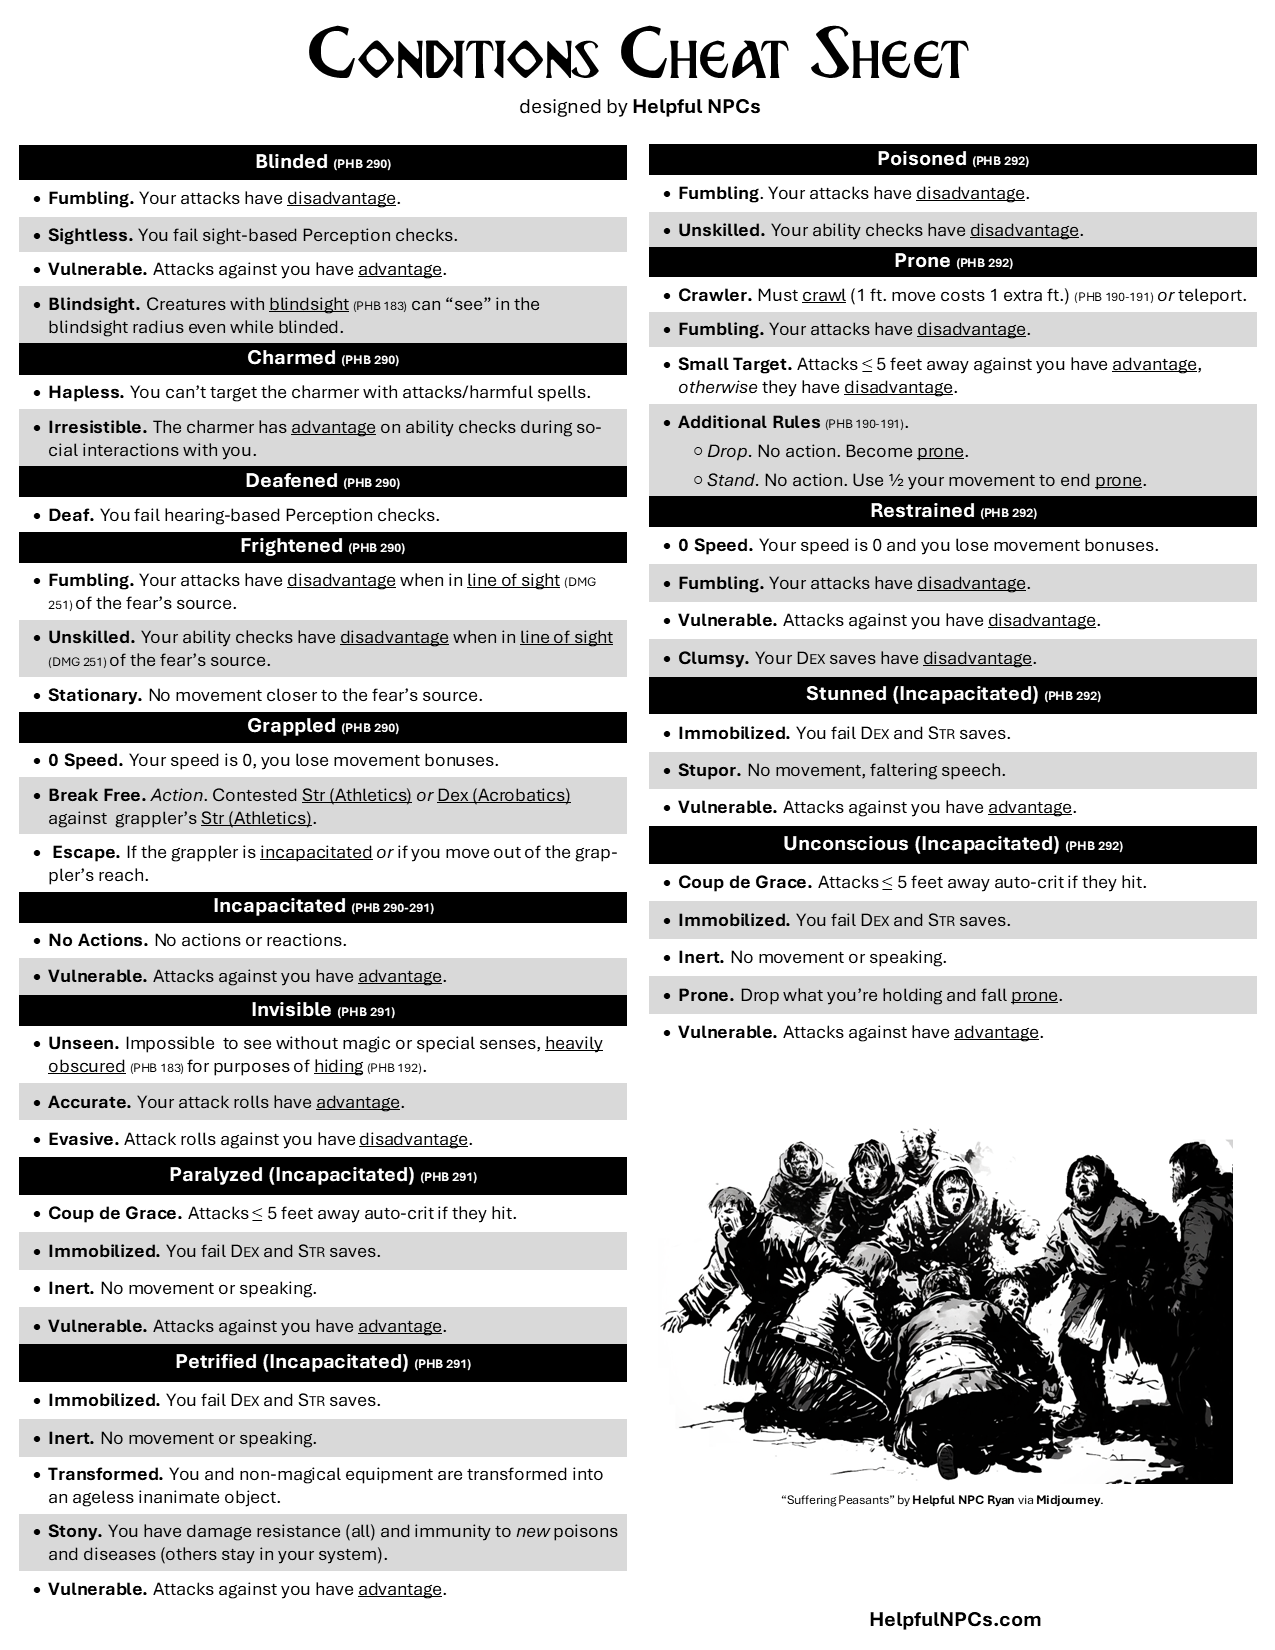 Conditions Cheat Sheet
designed by Helpful NPCs
Blinded (PHB 290)
• Fumbling. Your attacks have disadvantage.
• Sightless. You fail sight-based Perception checks.
• Vulnerable. Attacks against you have advantage.
• Blindsight. Creatures with blindsight (PHB 183) can “see” in the
blindsight radius even while blinded.
Charmed (PHB 290)
• Hapless. You can’t target the charmer with attacks/harmful spells.
• Irresistible. The charmer has advantage on ability checks during so-
cial interactions with you.
Deafened (PHB 290)
• Deaf. You fail hearing-based Perception checks.
Frightened (PHB 290)
• Fumbling. Your attacks have disadvantage when in line of sight (DMG
251) of the fear’s source.
• Unskilled. Your ability checks have disadvantage when in line of sight
(DMG 251) of the fear’s source.
• Stationary. No movement closer to the fear’s source.
Grappled (PHB 290)
• 0 Speed. Your speed is 0, you lose movement bonuses.
• Break Free. Action. Contested Str (Athletics) or Dex (Acrobatics)
against grappler’s Str (Athletics).
• Escape. If the grappler is incapacitated or if you move out of the grap-
pler’s reach.
Incapacitated (PHB 290-291)
• No Actions. No actions or reactions.
• Vulnerable. Attacks against you have advantage.
Invisible (PHB 291)
• Unseen. Impossible to see without magic or special senses, heavily
obscured (PHB 183) for purposes of hiding (PHB 192).
• Accurate. Your attack rolls have advantage.
• Evasive. Attack rolls against you have disadvantage.
Paralyzed (Incapacitated) (PHB 291)
• Coup de Grace. Attacks ≤ 5 feet away auto-crit if they hit.
• Immobilized. You fail DEX and STR saves.
• Inert. No movement or speaking.
• Vulnerable. Attacks against you have advantage.
Petrified (Incapacitated) (PHB 291)
• Immobilized. You fail DEX and STR saves.
• Inert. No movement or speaking.
• Transformed. You and non-magical equipment are transformed into
an ageless inanimate object.
• Stony. You have damage resistance (all) and immunity to new poisons
and diseases (others stay in your system).
• Vulnerable. Attacks against you have advantage.
Poisoned (PHB 292)
• Fumbling. Your attacks have disadvantage.
• Unskilled. Your ability checks have disadvantage.
Prone (PHB 292)
• Crawler. Must crawl (1 ft. move costs 1 extra ft.) (PHB 190-191) or teleport.
• Fumbling. Your attacks have disadvantage.
• Small Target. Attacks ≤ 5 feet away against you have advantage,
otherwise they have disadvantage.
• Additional Rules (PHB 190-191).
○ Drop. No action. Become prone.
○ Stand. No action. Use ½ your movement to end prone.
Restrained (PHB 292)
• 0 Speed. Your speed is 0 and you lose movement bonuses.
• Fumbling. Your attacks have disadvantage.
• Vulnerable. Attacks against you have disadvantage.
• Clumsy. Your DEX saves have disadvantage.
Stunned (Incapacitated) (PHB 292)
• Immobilized. You fail DEX and STR saves.
• Stupor. No movement, faltering speech.
• Vulnerable. Attacks against you have advantage.
Unconscious (Incapacitated) (PHB 292)
• Coup de Grace. Attacks ≤ 5 feet away auto-crit if they hit.
• Immobilized. You fail DEX and STR saves.
• Inert. No movement or speaking.
• Prone. Drop what you’re holding and fall prone.
• Vulnerable. Attacks against have advantage.
“Suffering Peasants” by Helpful NPC Ryan via Midjourney.
HelpfulNPCs.com